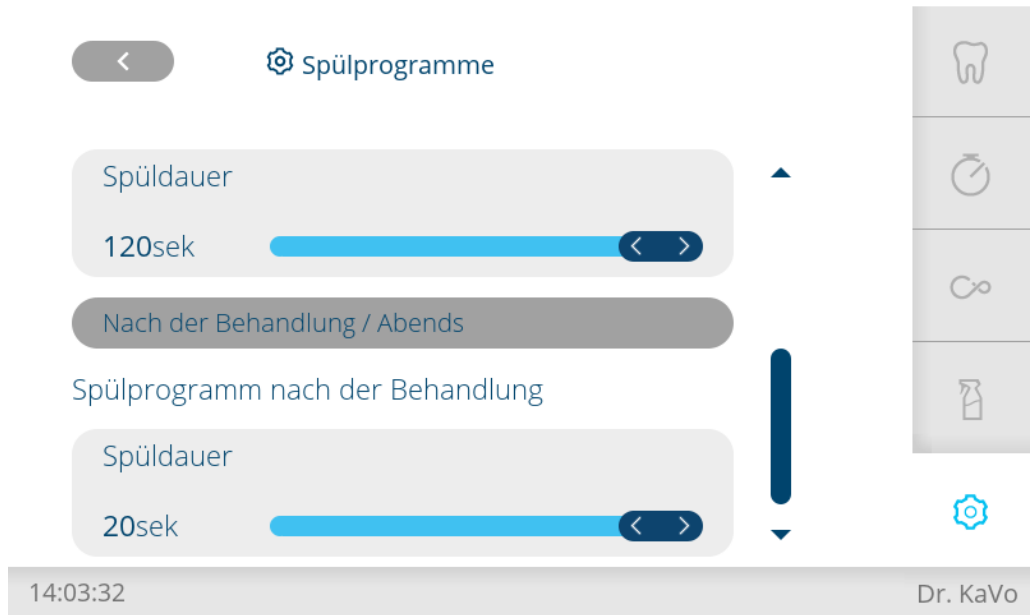 Spülprogramme
Spüldauer
120sek
Nach der Behandlung / Abends
Spülprogramm nach der Behandlung
Spüldauer
20sek
14:03:32 Dr. KaVo